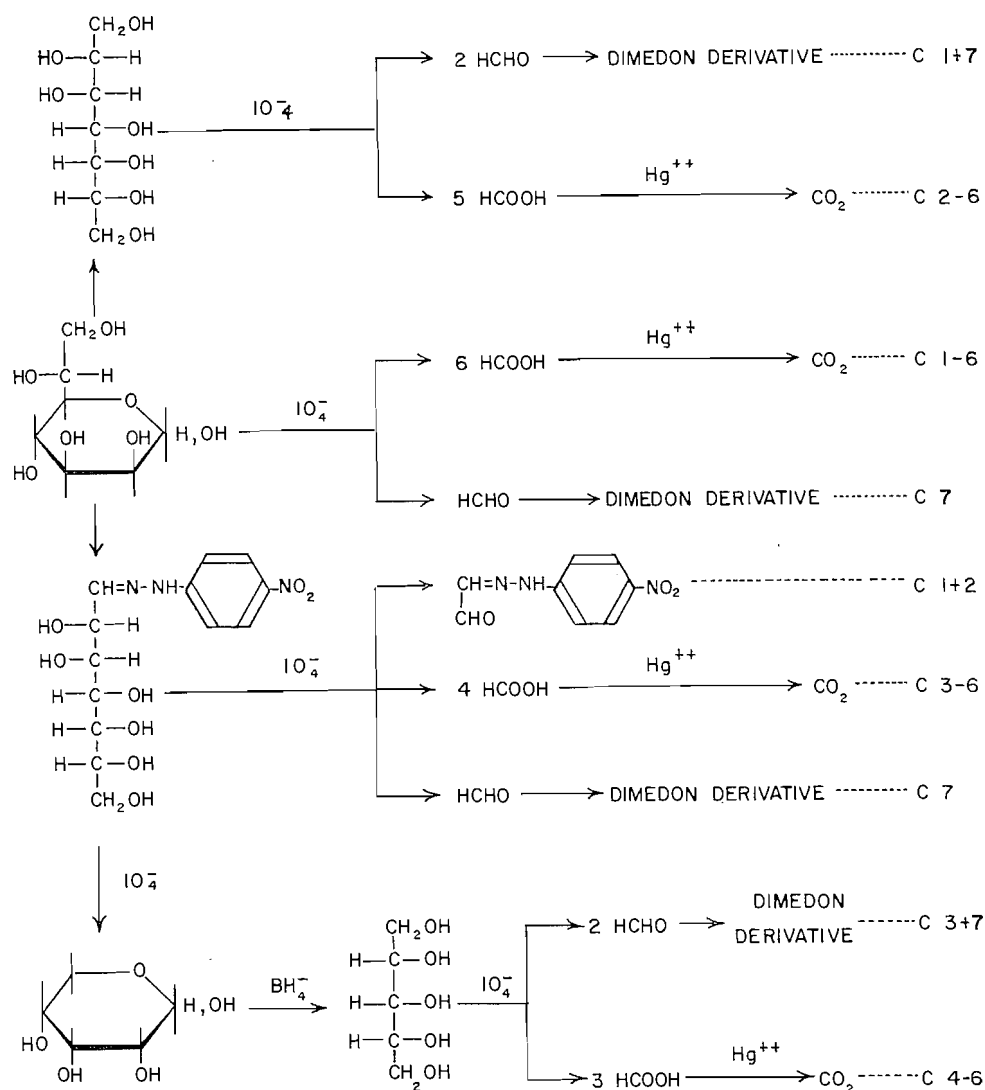 CH2OH
HO—C—H
HO—C—H
H—C—OH
H—C—OH
H—C—OH
CH2OH
IO4-
2 HCHO → DIMEDON DERIVATIVE -------- C 1+7
5 HCOOH
Hg++
CO2 ------ C 2-6
CH2OH
HO—C—H
O
OH
OH
HO
H,OH
IO4-
6 HCOOH
Hg++
CO2 -------- C 1-6
HCHO → DIMEDON DERIVATIVE -------- C 7
CH=N-NH- -NO2
HO—C—H
HO—C—H
H—C—OH
H—C—OH
H—C—OH
CH2OH
IO4-
CH=N-NH- -NO2 -------- C 1+2
CHO
4 HCOOH
Hg++
CO2 ----- C 3-6
HCHO → DIMEDON DERIVATIVE -------- C 7
IO4-
O
HO
OH
OH
H,OH
BH4-
CH2OH
H—C—OH
H—C—OH
H—C—OH
CH2OH
IO4-
2 HCHO → DIMEDON DERIVATIVE ------ C 3+7
3 HCOOH
Hg++
CO2 ---- C 4-6